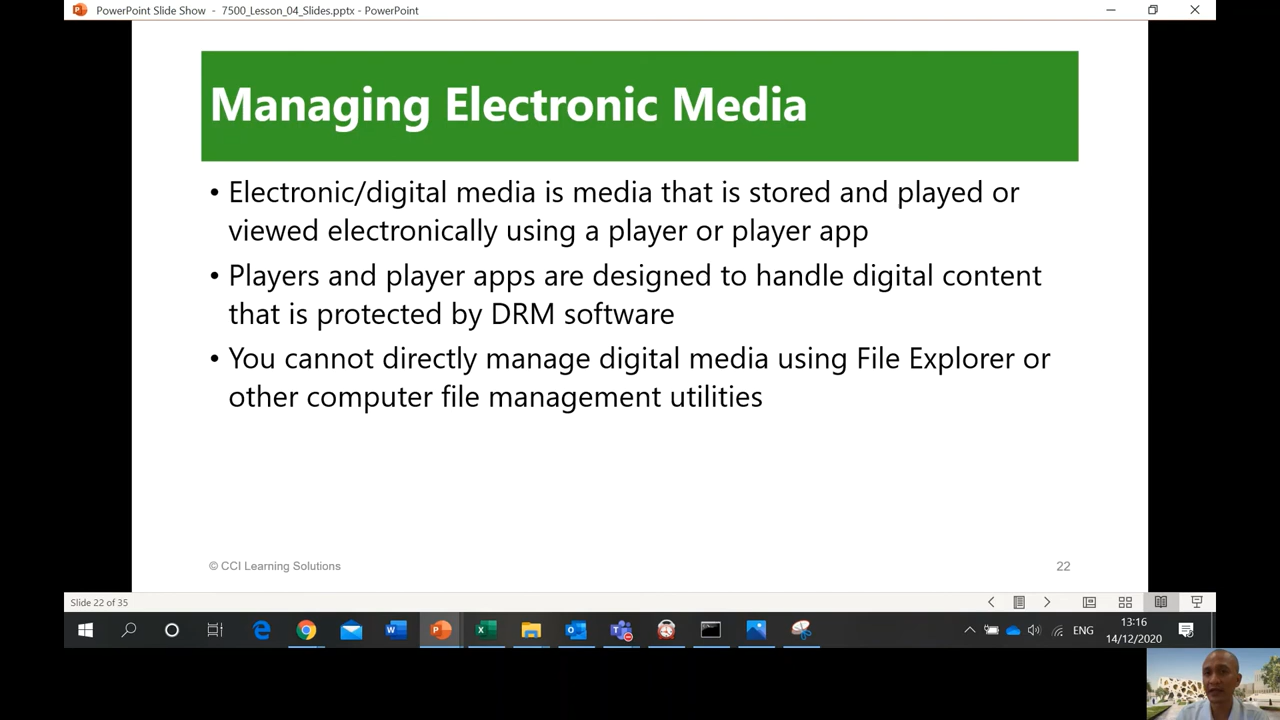 PowerPoint Slide Show - 7500_Lesson_04_Slides.pptx - PowerPoint
Managing Electronic Media
• Electronic/digital media is media that is stored and played or
viewed electronically using a player or player app
• Players and player apps are designed to handle digital content
that is protected by DRM software
• You cannot directly manage digital media using File Explorer or
other computer file management utilities
© CCI Learning Solutions
22
Slide 22 of 35
ENG
13:16
14/12/2020